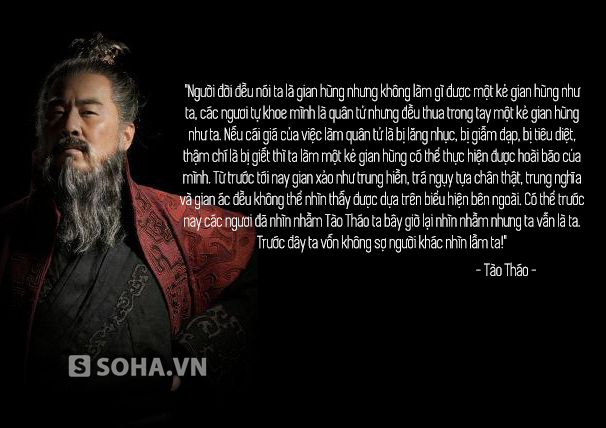 "Người đời đều nói ta là gian hùng nhưng không làm gì được một kẻ gian hùng như
ta, các ngươi tự khoe mình là quân tử nhưng đều thua trong tay một kẻ gian hùng
như ta. Nếu cái giá của việc làm quân tử là bị lăng nhục, bị giẫm đạp, bị tiêu diệt,
thậm chí là bị giết thì ta làm một kẻ gian hùng có thể thực hiện được hoài bão của
mình. Từ trước tới nay gian xảo như trung hiền, trá ngụy tựa chân thật, trung nghĩa
và gian ác đều không thể nhìn thấy được dựa trên biểu hiện bên ngoài. Có thể trước
nay các ngươi đã nhìn nhầm Tào Tháo ta bây giờ lại nhìn nhầm nhưng ta vẫn là ta.
Trước đây ta vốn không sợ người khác nhìn lầm ta!"
- Tào Tháo -
S SOHA.VN